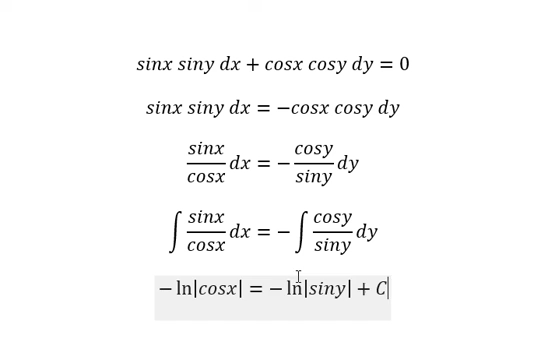 sinx siny dx + cosx cosy dy = 0
sinx siny dx = −cosx cosy dy
sinx/cosx dx = − cosy/siny dy
∫ sinx/cosx dx = − ∫ cosy/siny dy
− ln|cosx| = − ln|siny| + C